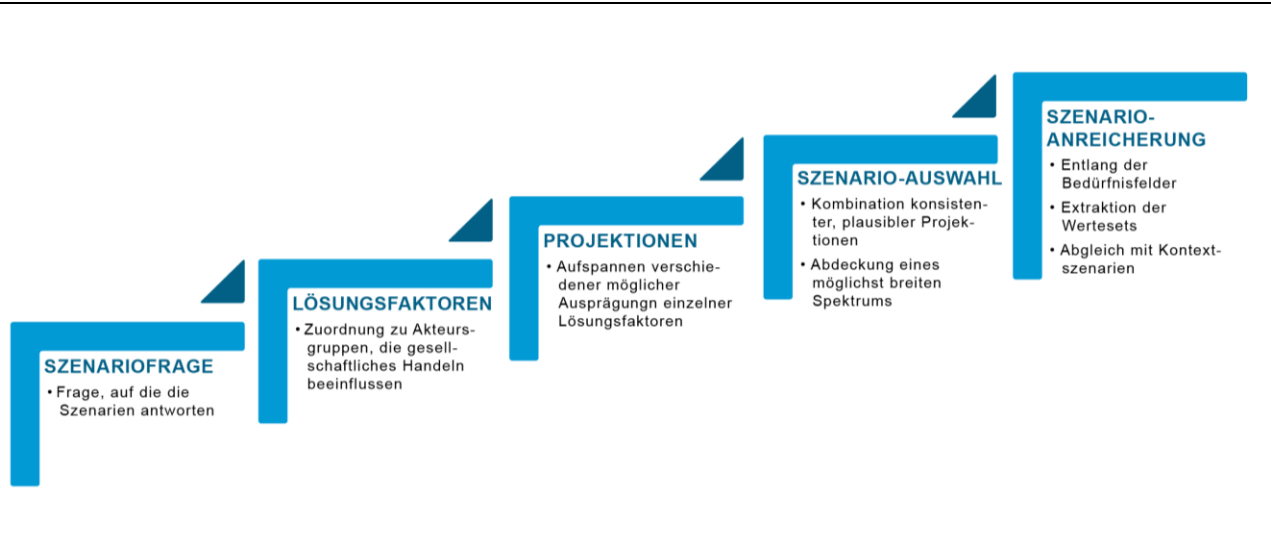 SZENARIOFRAGE
• Frage, auf die die
Szenarien antworten
LÖSUNGSFAKTOREN
• Zuordnung zu Akteurs-
gruppen, die gesell-
schaftliches Handeln
beeinflussen
PROJEKTIONEN
• Aufspannen verschie-
dener möglicher
Ausprägungn einzelner
Lösungsfaktoren
SZENARIO-AUSWAHL
• Kombination konsisten-
ter, plausibler Projek-
tionen
• Abdeckung eines
möglichst breiten
Spektrums
SZENARIO-
ANREICHERUNG
• Entlang der
Bedürfnisfelder
• Extraktion der
Wertesets
• Abgleich mit Kontext-
szenarien